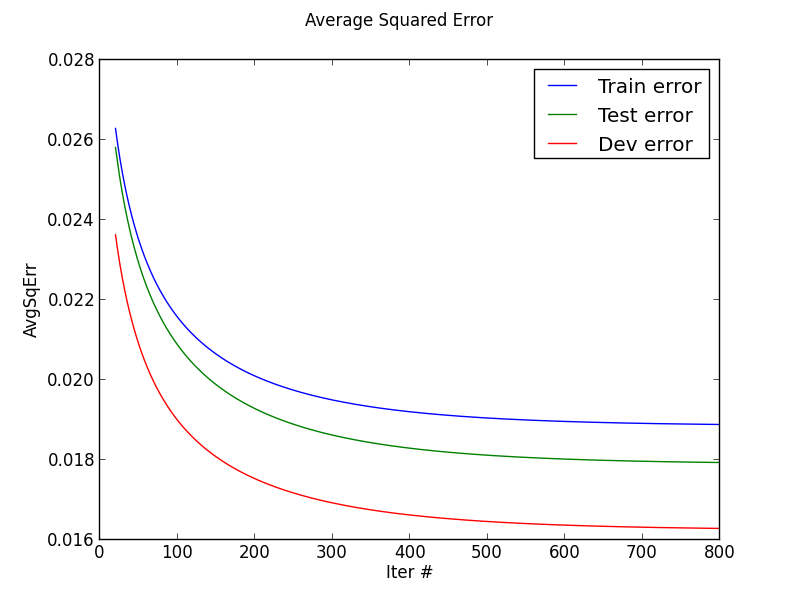 Average Squared Error
0.028
0.026
0.024
0.022
0.020
0.018
0.016
AvgSqErr
Train error
Test error
Dev error
0 100 200 300 400 500 600 700 800
Iter #